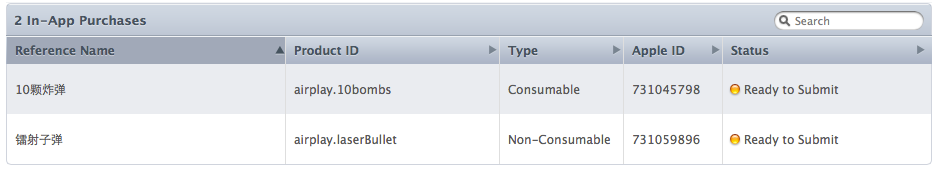 2 In-App Purchases
Search
Reference Name Product ID Type Apple ID Status
10颗炸弹 airplay.10bombs Consumable 731045798 Ready to Submit
镭射子弹 airplay.laserBullet Non-Consumable 731059896 Ready to Submit